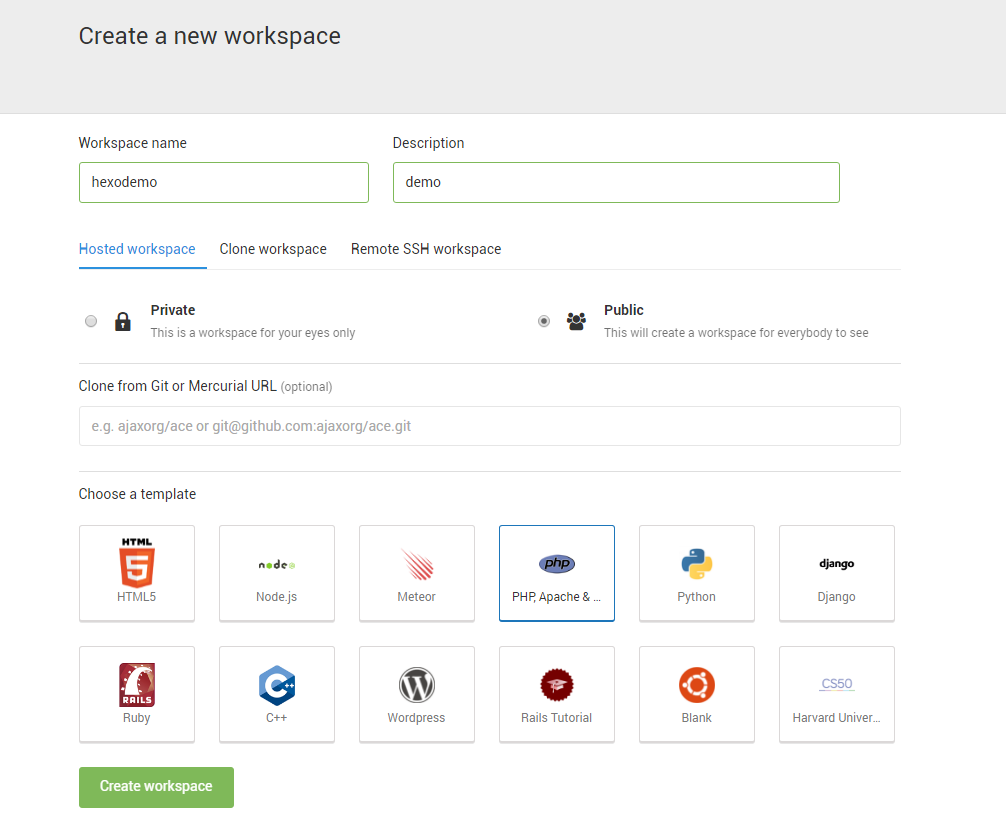 Create a new workspace
Workspace name
Description
hexodemo
demo
Hosted workspace
Clone workspace
Remote SSH workspace
Private
This is a workspace for your eyes only
Public
This will create a workspace for everybody to see
Clone from Git or Mercurial URL (optional)
e.g. ajaxorg/ace or git@github.com:ajaxorg/ace.git
Choose a template
HTML
5
HTML5
node
Node.js
Meteor
php
PHP, Apache & ...
Python
django
Django
RAILS
Ruby
C++
C++
W
Wordpress
Rails Tutorial
Blank
CS50
Harvard Univer...
Create workspace